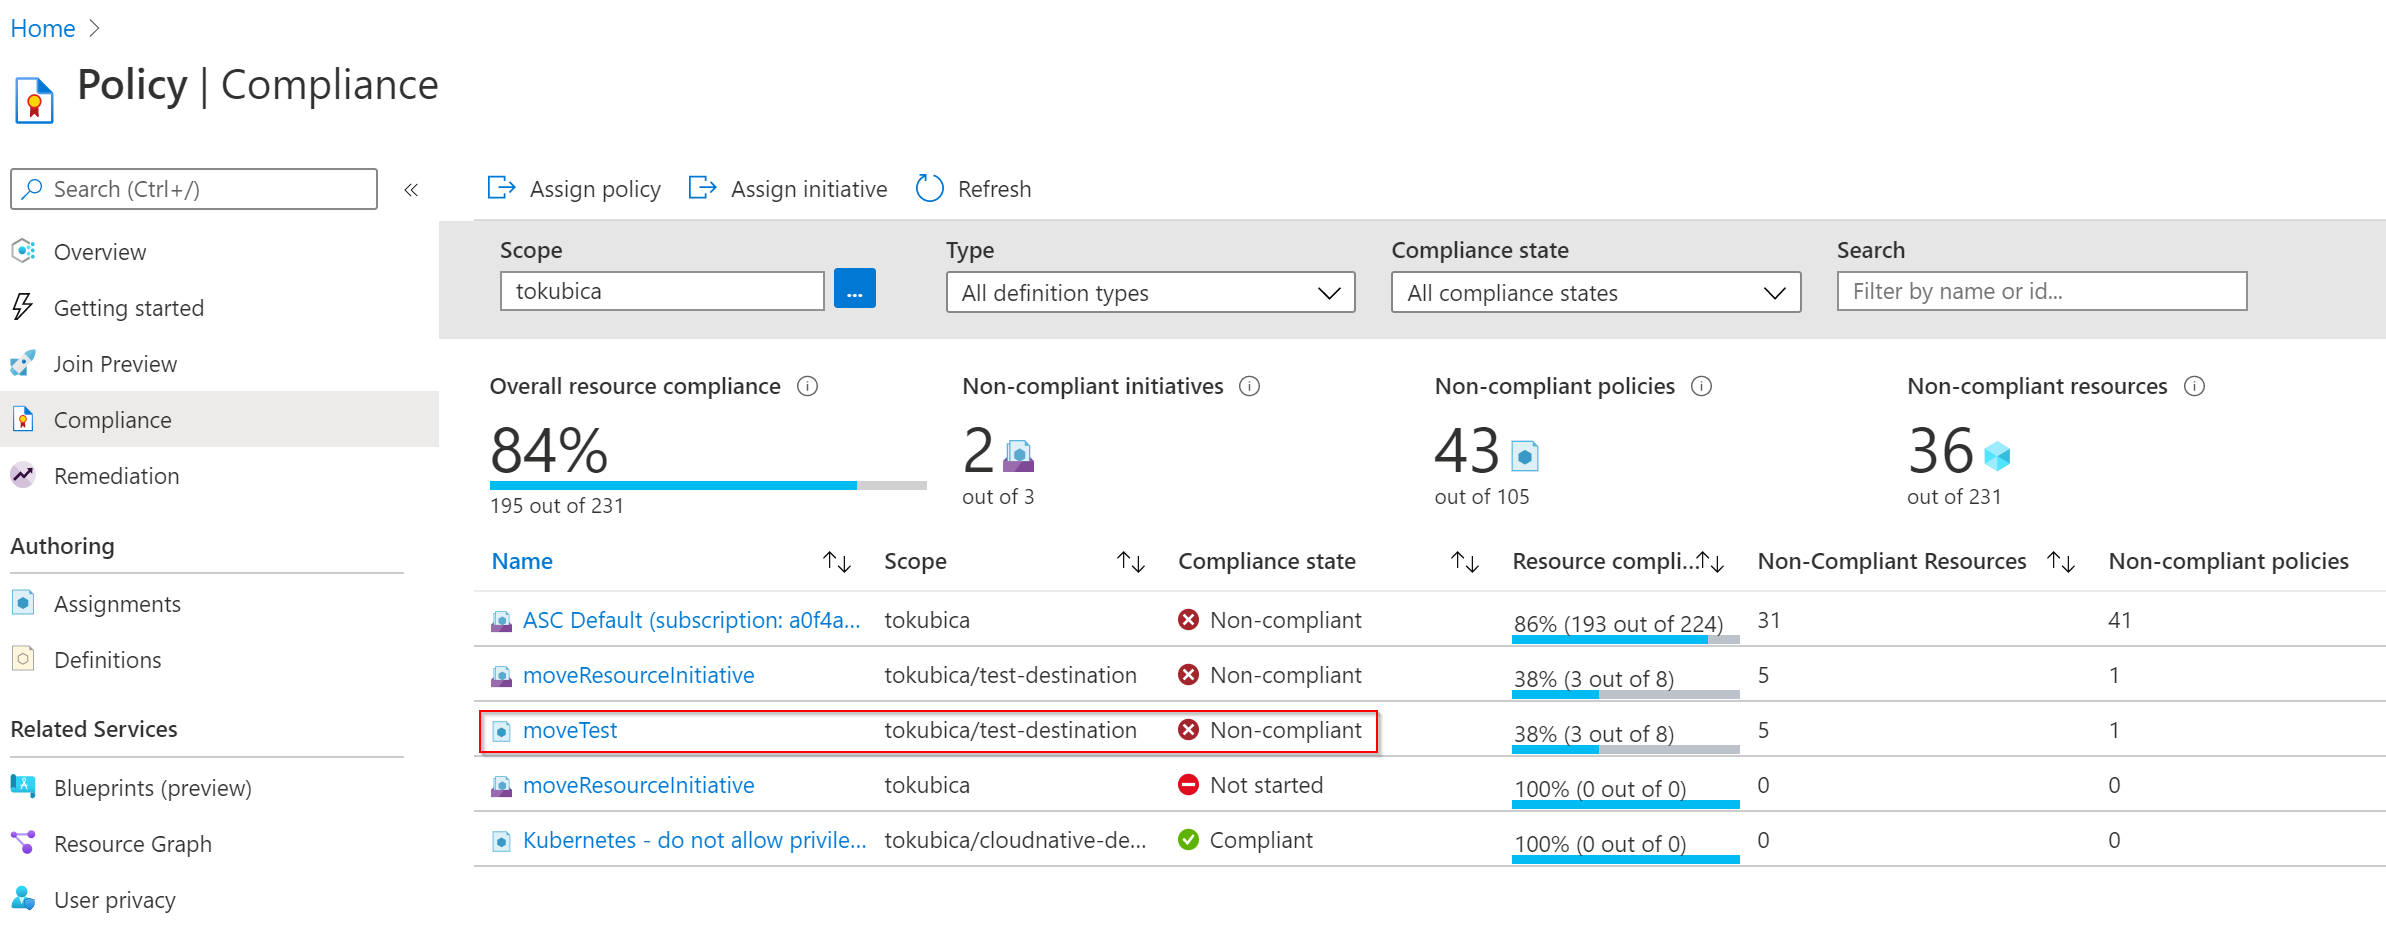 Home
Policy | Compliance
Search (Ctrl+/)
«
Overview
Getting started
Join Preview
Compliance
Remediation
Authoring
Assignments
Definitions
Related Services
Blueprints (preview)
Resource Graph
User privacy
Assign policy Assign initiative Refresh
Scope Type Compliance state Search
tokubica ... All definition types All compliance states Filter by name or id...
Overall resource compliance Non-compliant initiatives Non-compliant policies Non-compliant resources
84% 2 43 36
195 out of 231 out of 3 out of 105 out of 231
Name Scope Compliance state Resource compli... Non-Compliant Resources Non-compliant policies
ASC Default (subscription: a0f4a... tokubica Non-compliant 86% (193 out of 224) 31 41
moveResourceInitiative tokubica/test-destination Non-compliant 38% (3 out of 8) 5 1
moveTest tokubica/test-destination Non-compliant 38% (3 out of 8) 5 1
moveResourceInitiative tokubica Not started 100% (0 out of 0) 0 0
Kubernetes - do not allow privile... tokubica/cloudnative-de... Compliant 100% (0 out of 0) 0 0